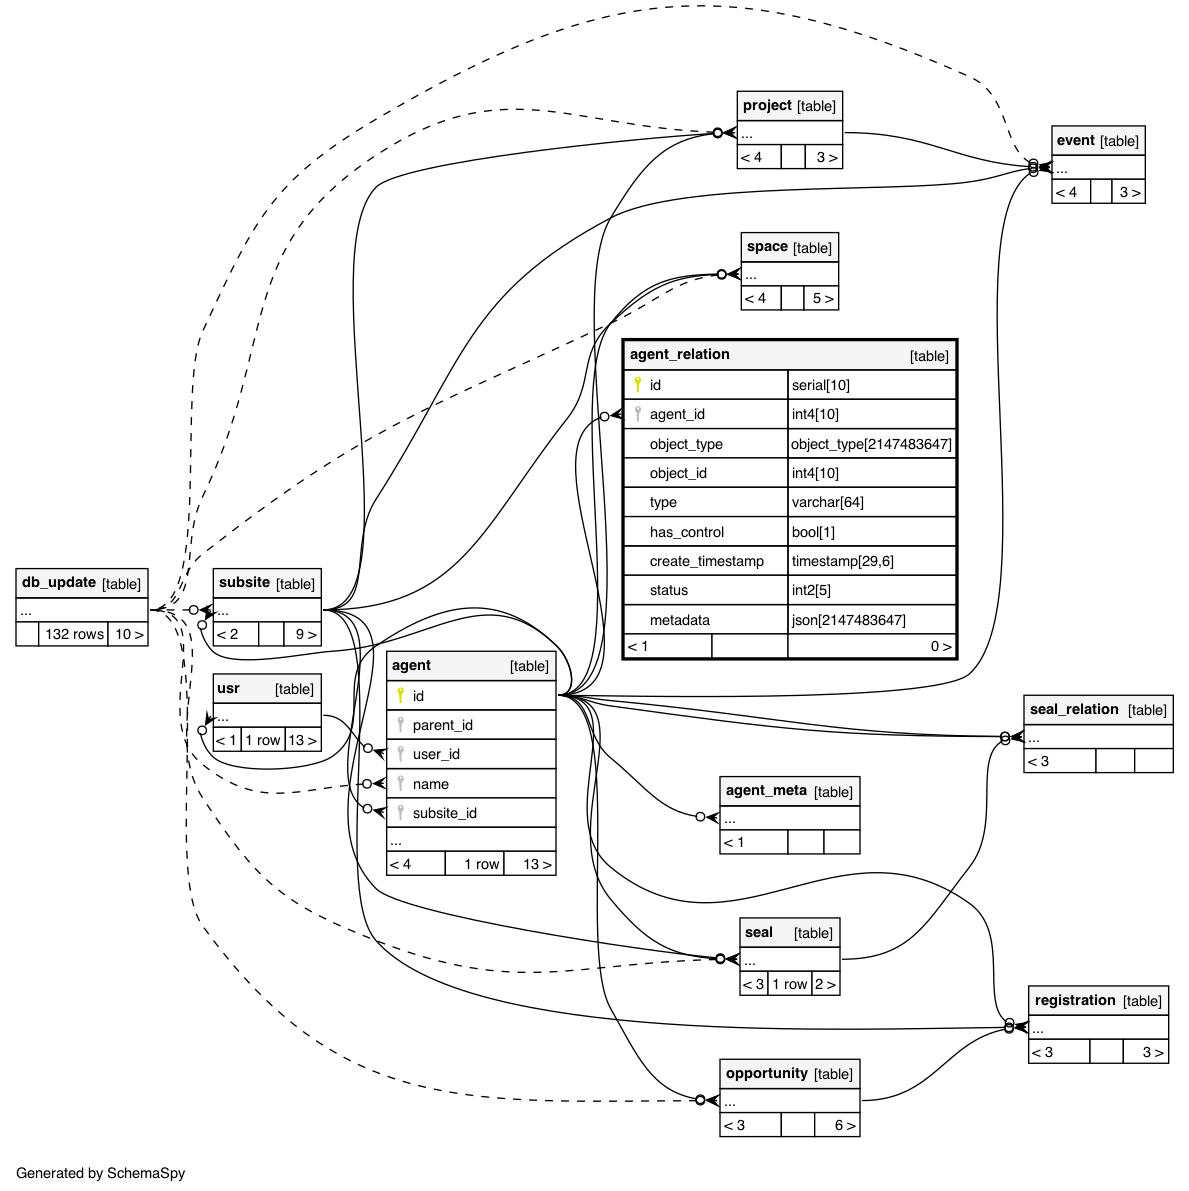 project [table]
...
< 4 3 >
event [table]
...
< 4 3 >
space [table]
...
< 4 5 >
agent_relation [table]
id serial[10]
agent_id int4[10]
object_type object_type[2147483647]
object_id int4[10]
type varchar[64]
has_control bool[1]
create_timestamp timestamp[29,6]
status int2[5]
metadata json[2147483647]
< 1 0 >
db_update [table]
...
132 rows 10 >
subsite [table]
...
< 2 9 >
usr [table]
...
< 1 1 row 13 >
agent [table]
id
parent_id
user_id
name
subsite_id
...
< 4 1 row 13 >
seal_relation [table]
...
< 3
agent_meta [table]
...
< 1
seal [table]
...
< 3 1 row 2 >
registration [table]
...
< 3 3 >
opportunity [table]
...
< 3 6 >
Generated by SchemaSpy